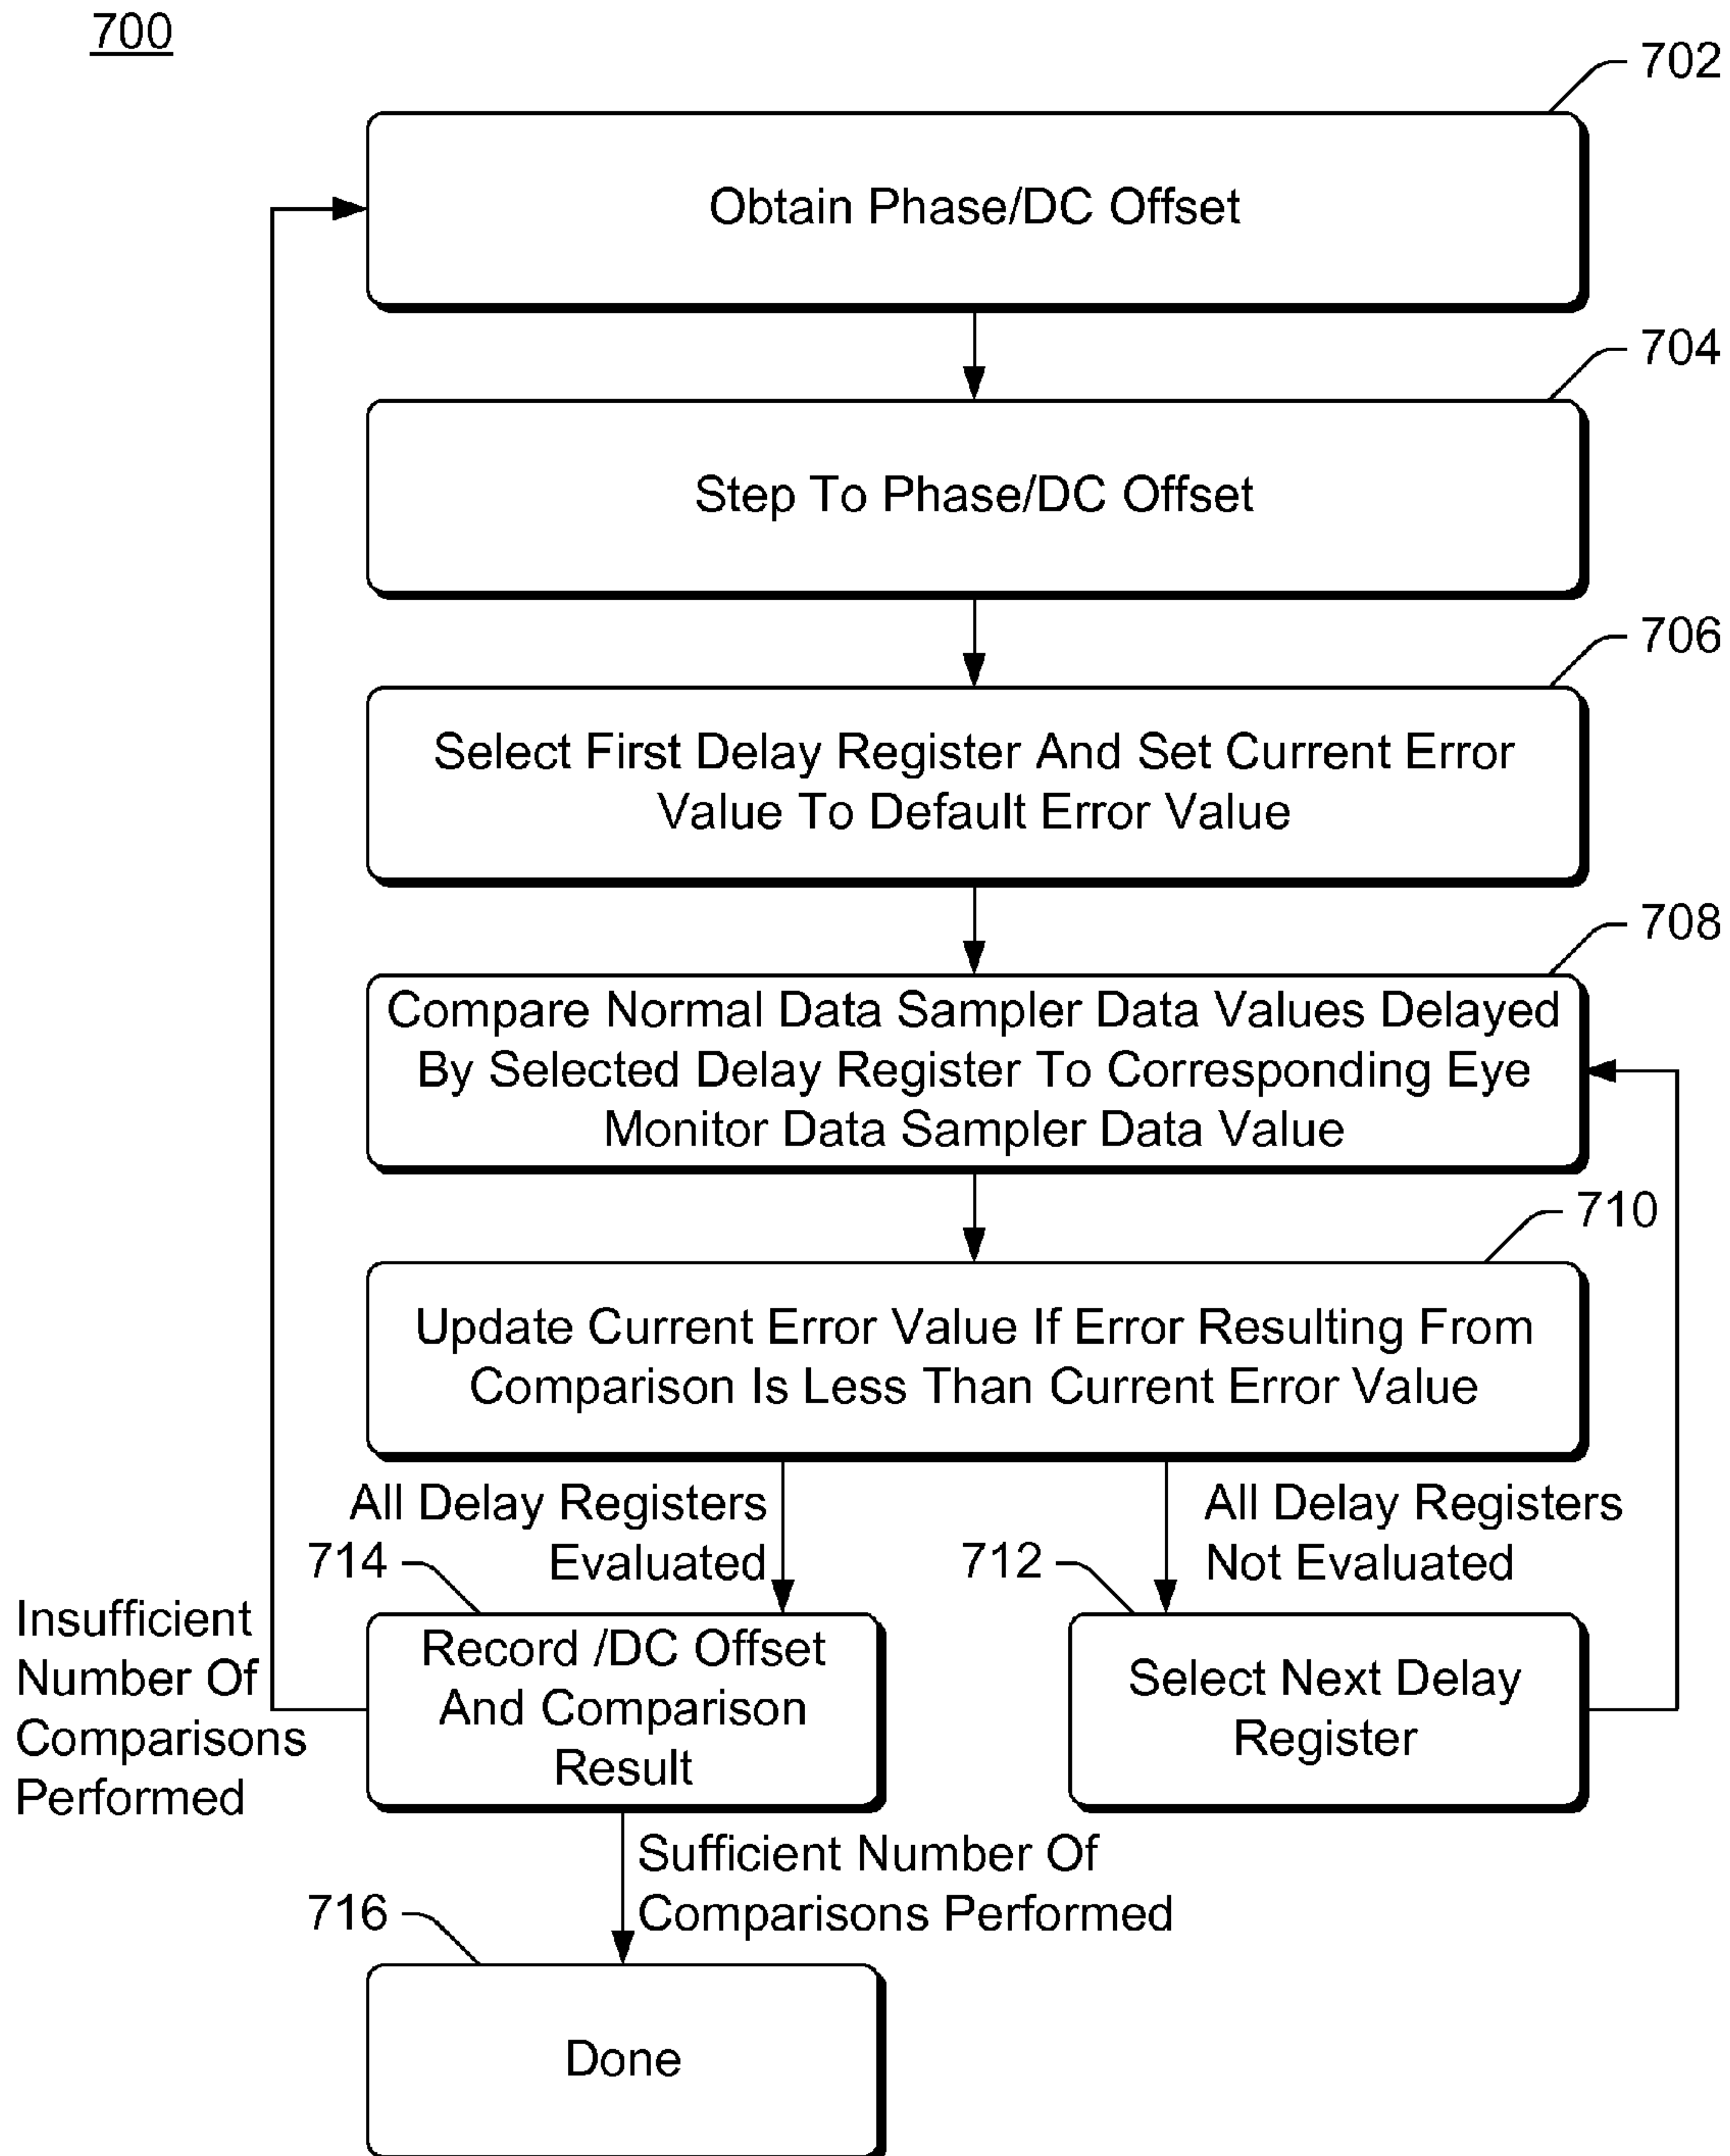 700
702
Obtain Phase/DC Offset
704
Step To Phase/DC Offset
706
Select First Delay Register And Set Current Error
Value To Default Error Value
708
Compare Normal Data Sampler Data Values Delayed
By Selected Delay Register To Corresponding Eye
Monitor Data Sampler Data Value
710
Update Current Error Value If Error Resulting From
Comparison Is Less Than Current Error Value
All Delay Registers
Evaluated
All Delay Registers
Not Evaluated
714
712
Insufficient
Number Of
Comparisons
Performed
Record /DC Offset
And Comparison
Result
Select Next Delay
Register
Sufficient Number Of
Comparisons Performed
716
Done